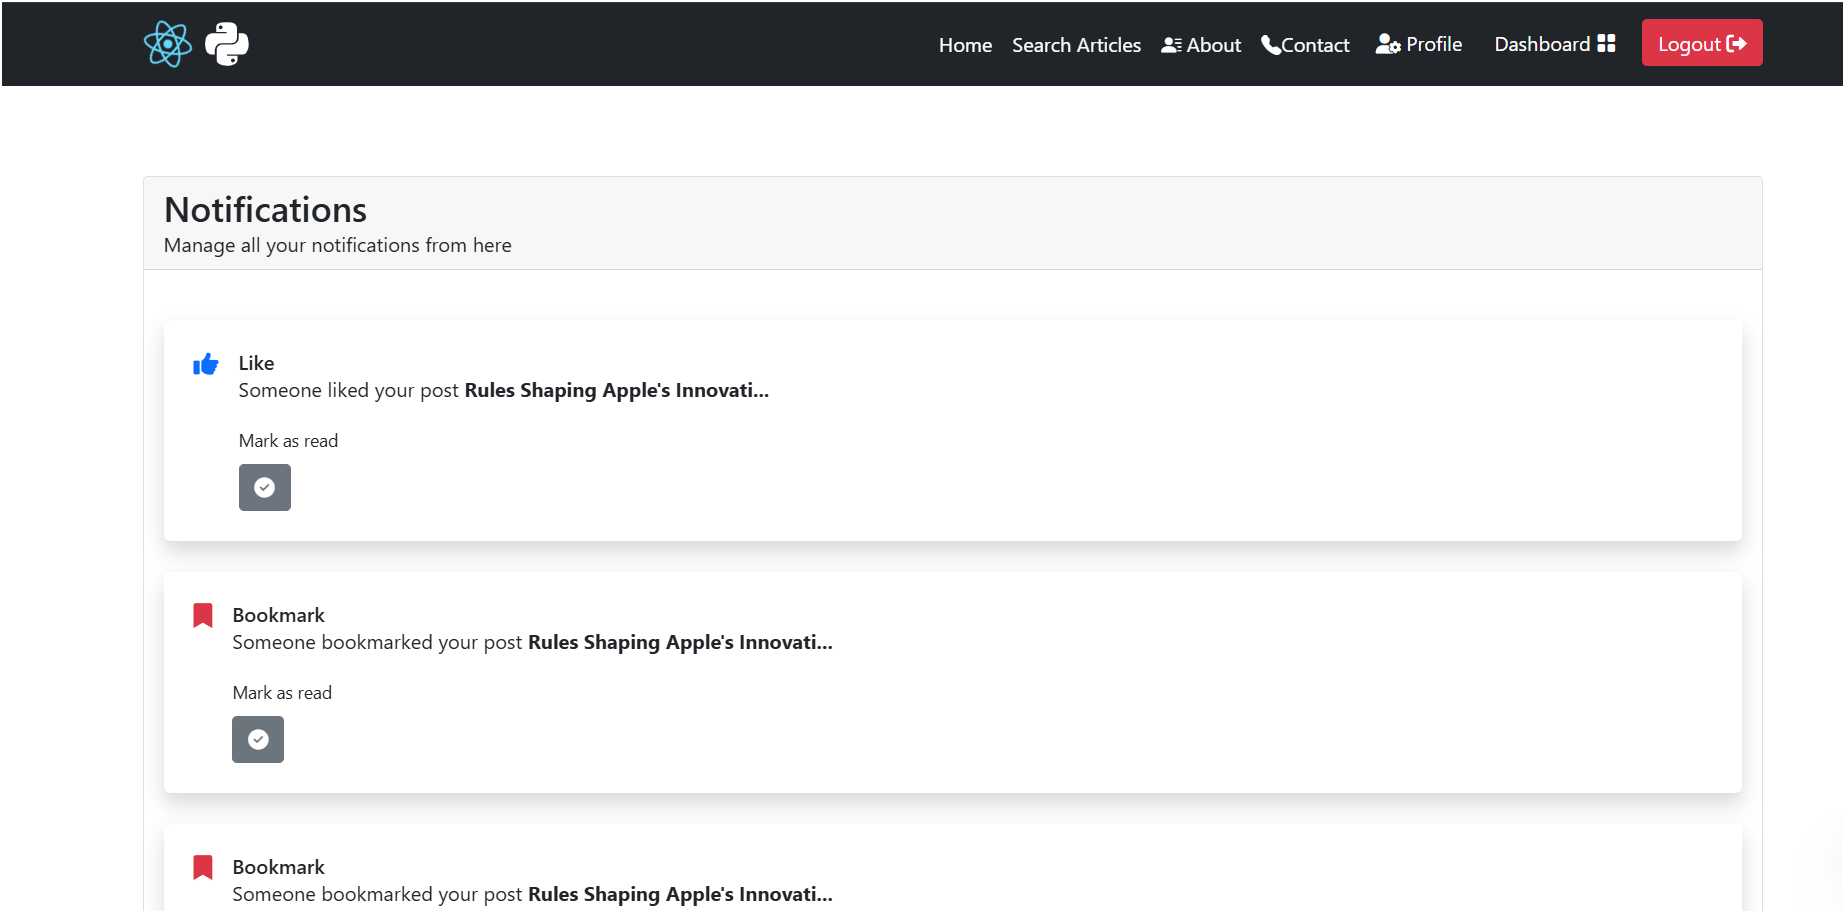 Home Search Articles About Contact Profile Dashboard Logout
Notifications
Manage all your notifications from here
Like
Someone liked your post Rules Shaping Apple's Innovati...
Mark as read
Bookmark
Someone bookmarked your post Rules Shaping Apple's Innovati...
Mark as read
Bookmark
Someone bookmarked your post Rules Shaping Apple's Innovati...